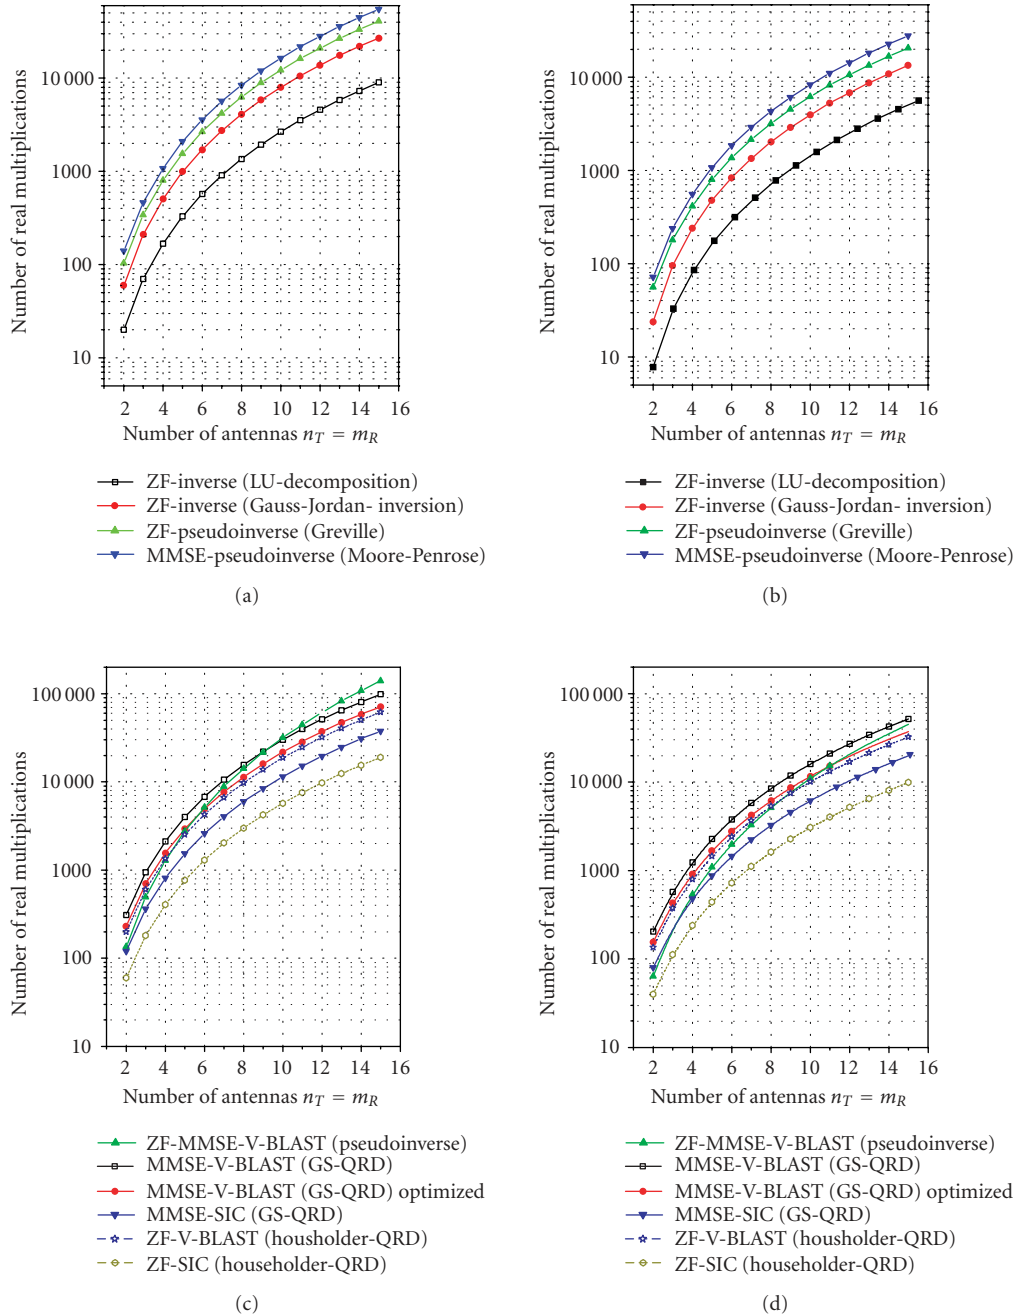 10 000
1000
100
10
Number of real multiplications
2 4 6 8 10 12 14 16
Number of antennas n_T = m_R
ZF-inverse (LU-decomposition)
ZF-inverse (Gauss-Jordan- inversion)
ZF-pseudoinverse (Greville)
MMSE-pseudoinverse (Moore-Penrose)
(a)
10 000
1000
100
10
Number of real multiplications
2 4 6 8 10 12 14 16
Number of antennas n_T = m_R
ZF-inverse (LU-decomposition)
ZF-inverse (Gauss-Jordan- inversion)
ZF-pseudoinverse (Greville)
MMSE-pseudoinverse (Moore-Penrose)
(b)
100 000
10 000
1000
100
10
Number of real multiplications
2 4 6 8 10 12 14 16
Number of antennas n_T = m_R
ZF-MMSE-V-BLAST (pseudoinverse)
MMSE-V-BLAST (GS-QRD)
MMSE-V-BLAST (GS-QRD) optimized
MMSE-SIC (GS-QRD)
ZF-V-BLAST (housholder-QRD)
ZF-SIC (householder-QRD)
(c)
100 000
10 000
1000
100
10
Number of real multiplications
2 4 6 8 10 12 14 16
Number of antennas n_T = m_R
ZF-MMSE-V-BLAST (pseudoinverse)
MMSE-V-BLAST (GS-QRD)
MMSE-V-BLAST (GS-QRD) optimized
MMSE-SIC (GS-QRD)
ZF-V-BLAST (housholder-QRD)
ZF-SIC (householder-QRD)
(d)